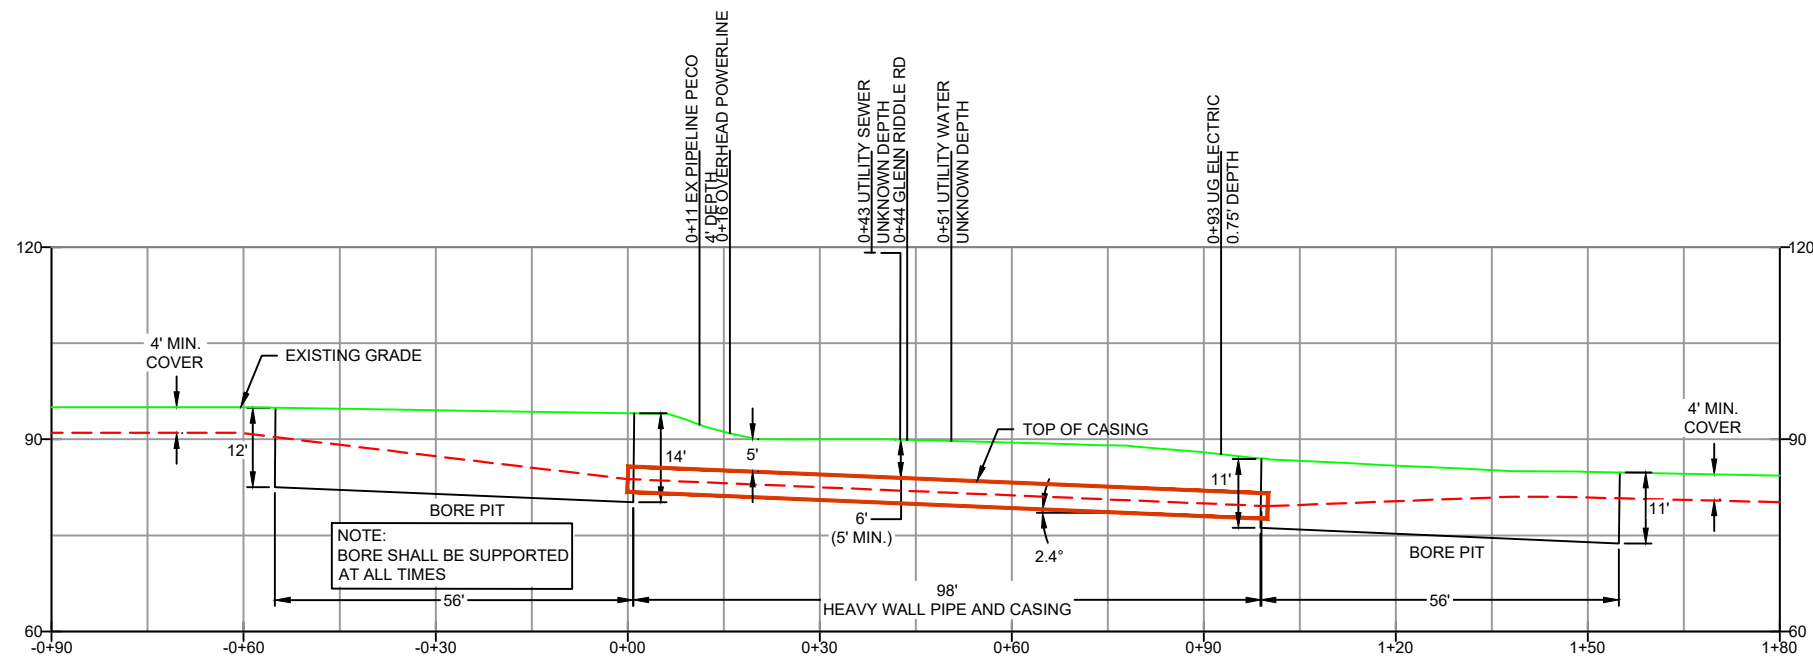 0+11 EX PIPELINE PECO
4' DEPTH
0+16 OVERHEAD POWERLINE
0+43 UTILITY SEWER
UNKNOWN DEPTH
0+44 GLENN RIDDLE RD
0+51 UTILITY WATER
UNKNOWN DEPTH
0+93 UG ELECTRIC
0.75' DEPTH
120
120
4' MIN.
COVER
EXISTING GRADE
4' MIN.
COVER
TOP OF CASING
90
90
12'
14'
5'
11'
11'
BORE PIT
6'
(5' MIN.)
2.4°
BORE PIT
NOTE:
BORE SHALL BE SUPPORTED
AT ALL TIMES
56'
98'
HEAVY WALL PIPE AND CASING
56'
60
60
-0+90
-0+60
-0+30
0+00
0+30
0+60
0+90
1+20
1+50
1+80